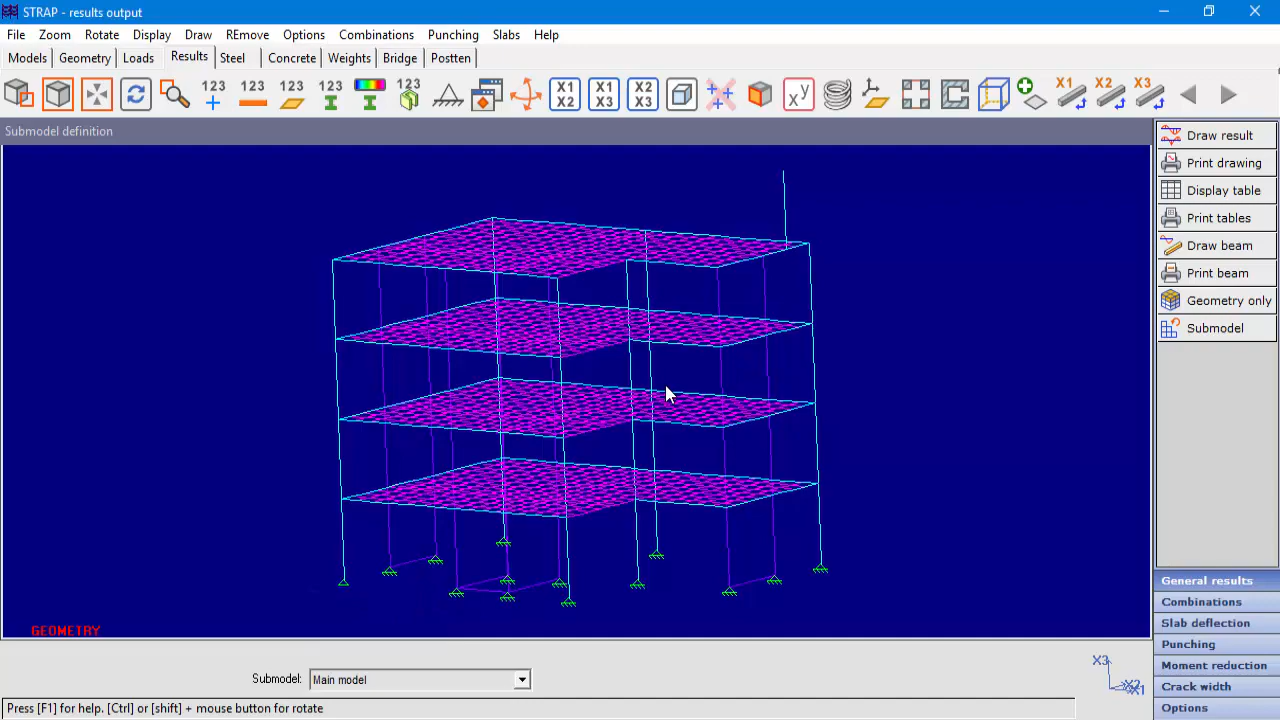 STRAP - results output
File Zoom Rotate Display Draw REmove Options Combinations Punching Slabs Help
Models Geometry Loads Results Steel Concrete Weights Bridge Postten
123 123 123 123 123 X1 X2 X1 X3 X2 X3 xy X1 X2 X3
Submodel definition
Draw result
Print drawing
Display table
Print tables
Draw beam
Print beam
Geometry only
Submodel
General results
Combinations
Slab deflection
Punching
Moment reduction
Crack width
Options
GEOMETRY
Submodel: Main model
X3
X1
Press [F1] for help. [Ctrl] or [shift] + mouse button for rotate